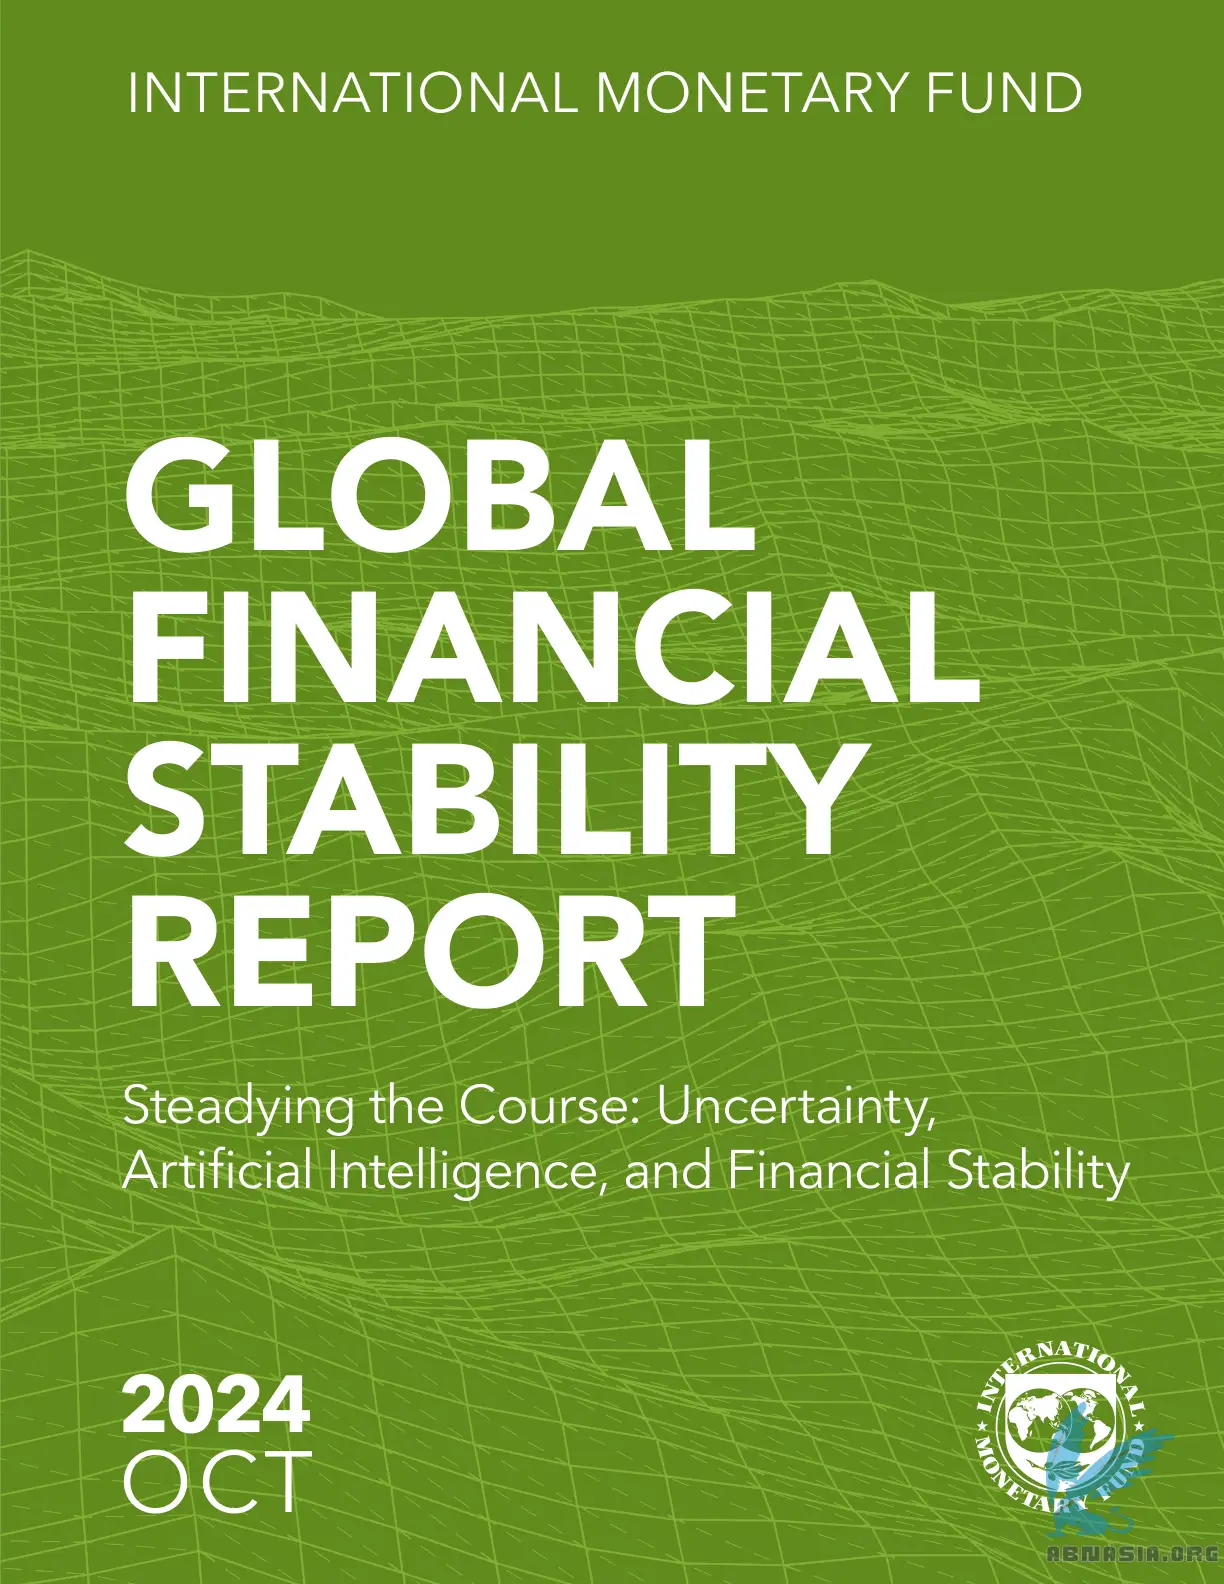 INTERNATIONAL MONETARY FUND
GLOBAL
FINANCIAL
STABILITY
REPORT
Steadying the Course: Uncertainty,
Artificial Intelligence, and Financial Stability
2024
OCT
INTERNATIONAL
MONETARY FUND
ABNASIA.ORG